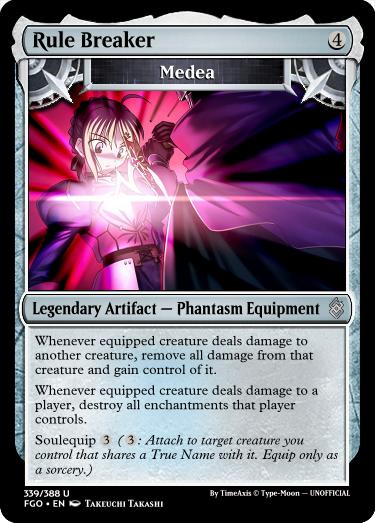 Rule Breaker 4
Medea
Legendary Artifact — Phantasm Equipment
Whenever equipped creature deals damage to
another creature, remove all damage from that
creature and gain control of it.
Whenever equipped creature deals damage to a
player, destroy all enchantments that player
controls.
Soulequip 3 (3: Attach to target creature you
control that shares a True Name with it. Equip only as
a sorcery.)
339/388 U
FGO • EN Takeuchi Takashi
By TimeAxis © Type-Moon — UNOFFICIAL